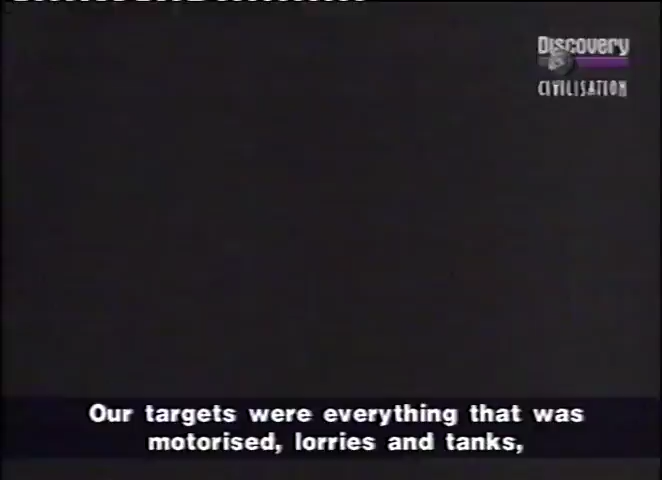 Discovery
CIVILISATION
Our targets were everything that was
motorised, lorries and tanks,